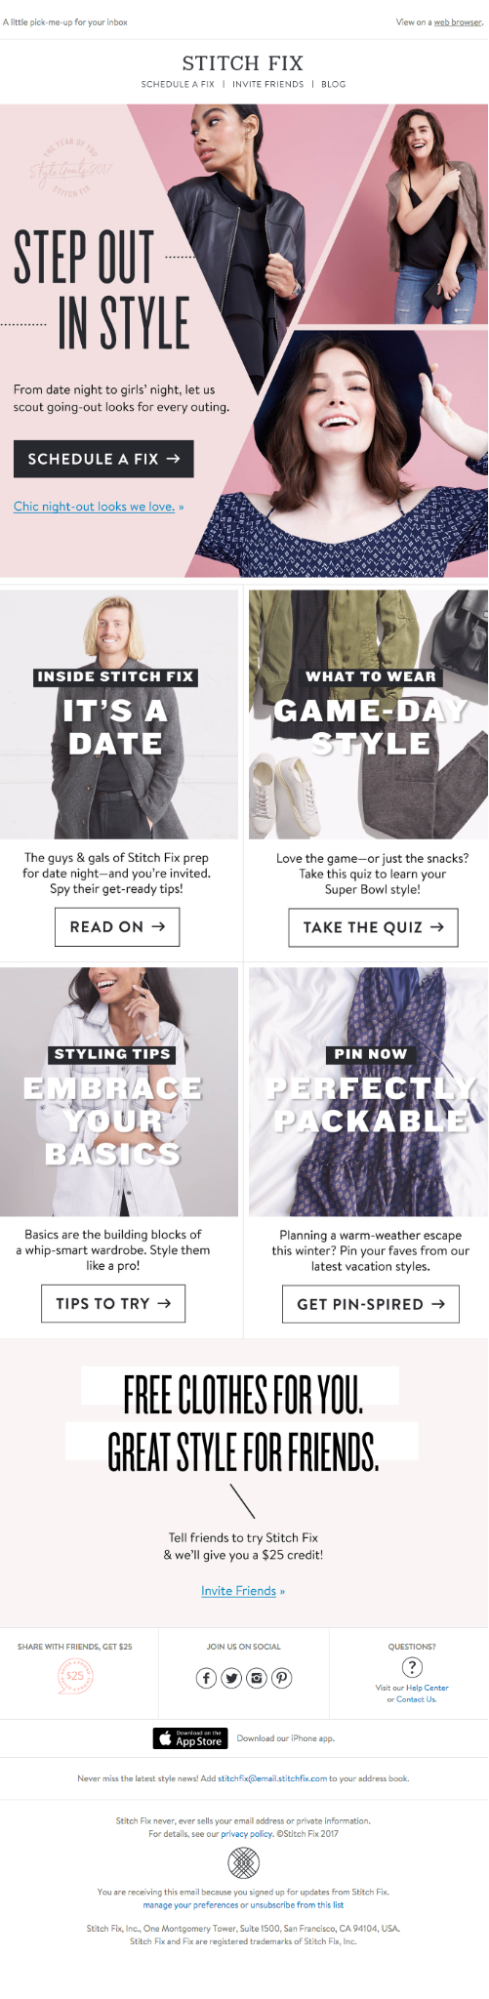 A little pick-me-up for your inbox
View on a web browser.
STITCH FIX
SCHEDULE A FIX | INVITE FRIENDS | BLOG
THE YEAR OF YOU
Style Goals 2017
STITCH FIX
STEP OUT
IN STYLE
From date night to girls' night, let us
scout going-out looks for every outing.
SCHEDULE A FIX →
Chic night-out looks we love. »
INSIDE STITCH FIX
IT'S A
DATE
The guys & gals of Stitch Fix prep
for date night—and you're invited.
Spy their get-ready tips!
READ ON →
WHAT TO WEAR
GAME-DAY
STYLE
Love the game—or just the snacks?
Take this quiz to learn your
Super Bowl style!
TAKE THE QUIZ →
STYLING TIPS
EMBRACE
YOUR
BASICS
Basics are the building blocks of
a whip-smart wardrobe. Style them
like a pro!
TIPS TO TRY →
PIN NOW
PERFECTLY
PACKABLE
Planning a warm-weather escape
this winter? Pin your faves from our
latest vacation styles.
GET PIN-SPIRED →
FREE CLOTHES FOR YOU.
GREAT STYLE FOR FRIENDS.
Tell friends to try Stitch Fix
& we'll give you a $25 credit!
Invite Friends »
SHARE WITH FRIENDS, GET $25
$25
JOIN US ON SOCIAL
QUESTIONS?
?
Visit our Help Center
or Contact Us.
Download on the
App Store
Download our iPhone app.
Never miss the latest style news! Add stitchfix@email.stitchfix.com to your address book.
Stitch Fix never, ever sells your email address or private information.
For details, see our privacy policy. ©Stitch Fix 2017
You are receiving this email because you signed up for updates from Stitch Fix.
manage your preferences or unsubscribe from this list
Stitch Fix, Inc., One Montgomery Tower, Suite 1500, San Francisco, CA 94104, USA.
Stitch Fix and Fix are registered trademarks of Stitch Fix, Inc.